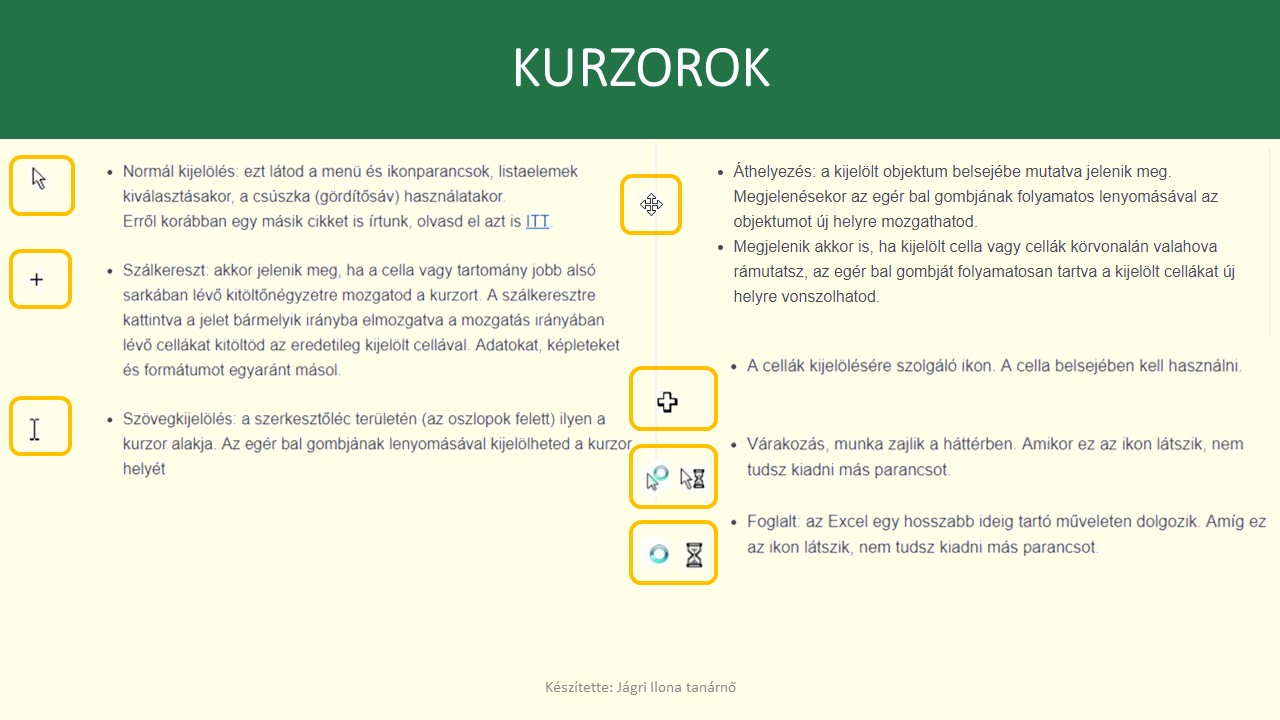 KURZOROK
• Normál kijelölés: ezt látod a menü és ikonparancsok, listaelemek
kiválasztásakor, a csúszka (gördítősáv) használatakor.
Erről korábban egy másik cikket is írtunk, olvasd el azt is ITT.
• Szálkereszt: akkor jelenik meg, ha a cella vagy tartomány jobb alsó
sarkában lévő kitöltőnégyzetre mozgatod a kurzort. A szálkeresztre
kattintva a jelet bármelyik irányba elmozgatva a mozgatás irányában
lévő cellákat kitöltöd az eredetileg kijelölt cellával. Adatokat, képleteket
és formátumot egyaránt másol.
• Szövegkijelölés: a szerkesztőléc területén (az oszlopok felett) ilyen a
kurzor alakja. Az egér bal gombjának lenyomásával kijelölheted a kurzor
helyét
• Áthelyezés: a kijelölt objektum belsejébe mutatva jelenik meg.
Megjelenésekor az egér bal gombjának folyamatos lenyomásával az
objektumot új helyre mozgathatod.
• Megjelenik akkor is, ha kijelölt cella vagy cellák körvonalán valahova
rámutatsz, az egér bal gombját folyamatosan tartva a kijelölt cellákat új
helyre vonszolhatod.
• A cellák kijelölésére szolgáló ikon. A cella belsejében kell használni.
• Várakozás, munka zajlik a háttérben. Amikor ez az ikon látszik, nem
tudsz kiadni más parancsot.
• Foglalt: az Excel egy hosszabb ideig tartó műveleten dolgozik. Amíg ez
az ikon látszik, nem tudsz kiadni más parancsot.
Készítette: Jágri Ilona tanárnő